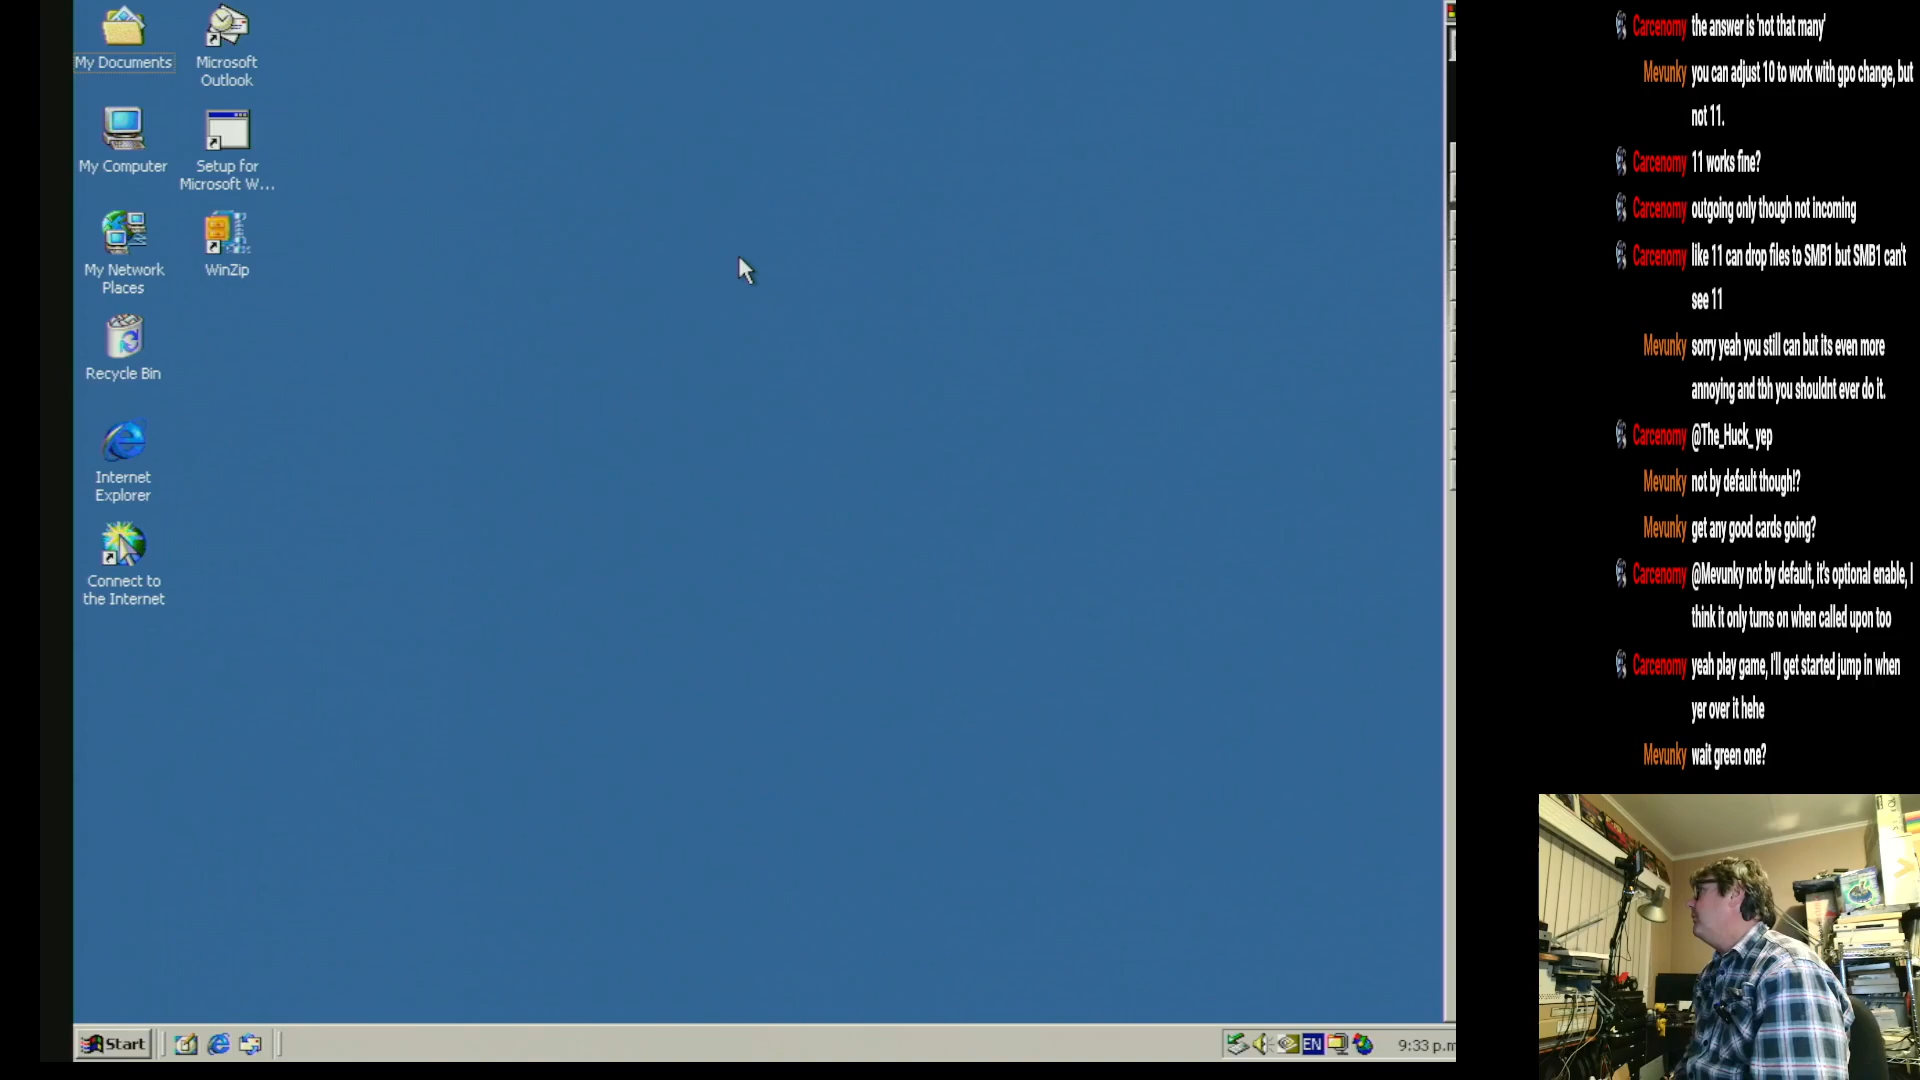 My Documents
Microsoft
Outlook
My Computer
Setup for
Microsoft W...
My Network
Places
WinZip
Recycle Bin
Internet
Explorer
Connect to
the Internet
Start
EN
9:33 p.m
Carcenomy the answer is 'not that many'
Mevunky you can adjust 10 to work with gpo change, but
not 11.
Carcenomy 11 works fine?
Carcenomy outgoing only though not incoming
Carcenomy like 11 can drop files to SMB1 but SMB1 can't
see 11
Mevunky sorry yeah you still can but its even more
annoying and tbh you shouldnt ever do it.
Carcenomy @The_Huck_ yep
Mevunky not by default though!?
Mevunky get any good cards going?
Carcenomy @Mevunky not by default, it's optional enable, I
think it only turns on when called upon too
Carcenomy yeah play game, I'll get started jump in when
yer over it hehe
Mevunky wait green one?